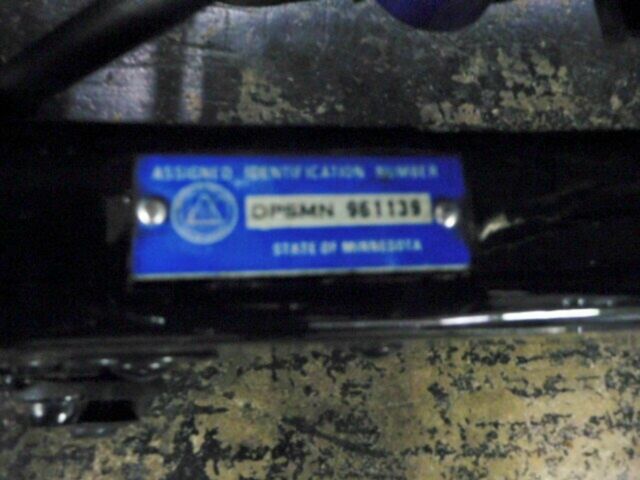 ASSIGNED IDENTIFICATION NUMBER
DPSMN 961139
STATE OF MINNESOTA